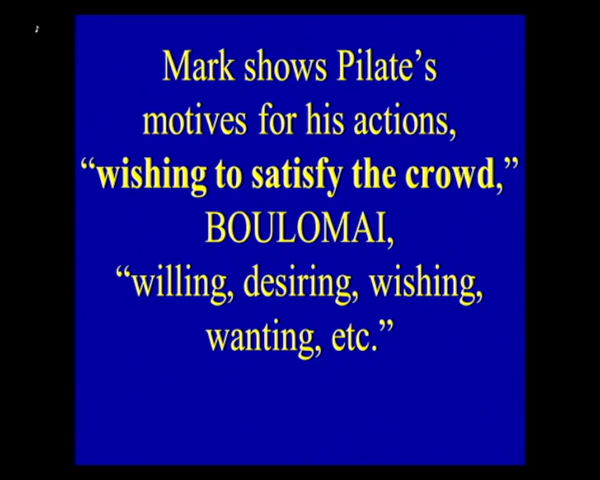 Mark shows Pilate’s
motives for his actions,
“wishing to satisfy the crowd,”
BOULOMAI,
“willing, desiring, wishing,
wanting, etc.”